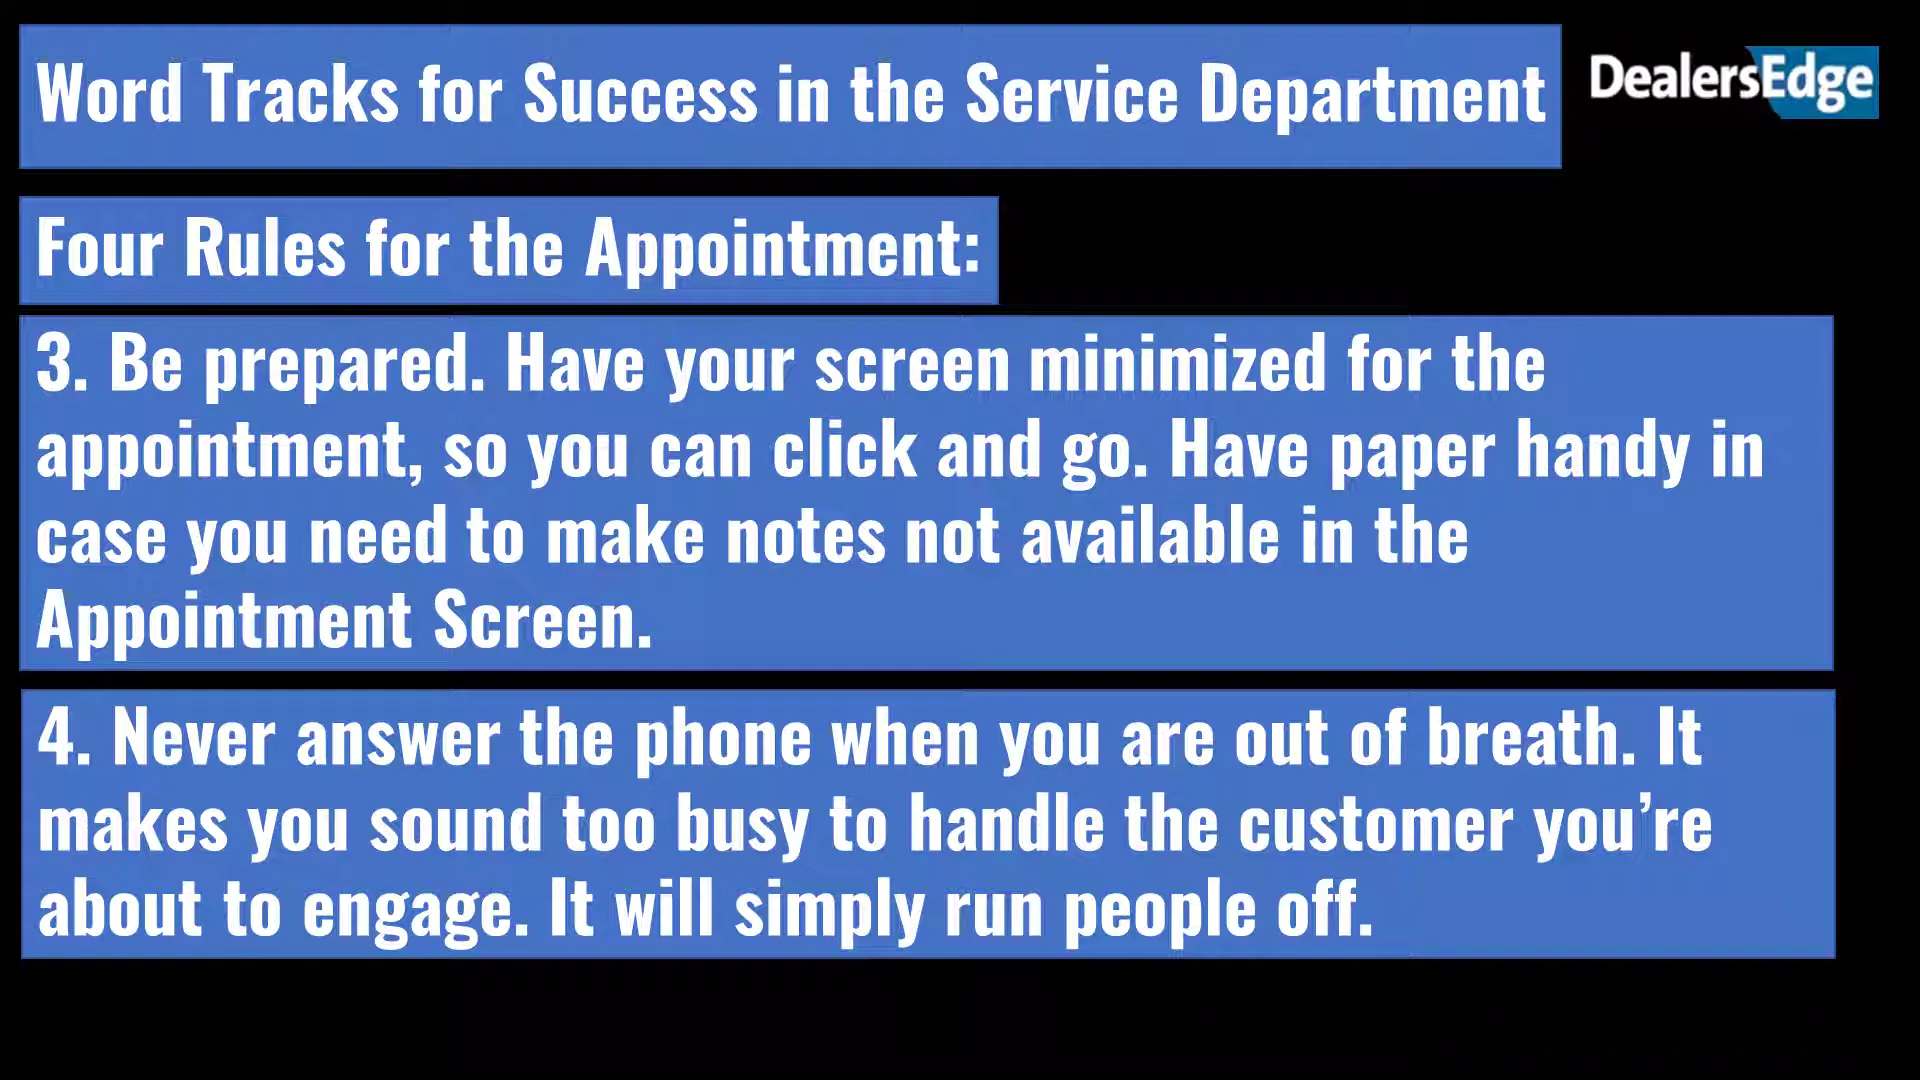 Word Tracks for Success in the Service Department
DealersEdge
Four Rules for the Appointment:
3. Be prepared. Have your screen minimized for the
appointment, so you can click and go. Have paper handy in
case you need to make notes not available in the
Appointment Screen.
4. Never answer the phone when you are out of breath. It
makes you sound too busy to handle the customer you’re
about to engage. It will simply run people off.